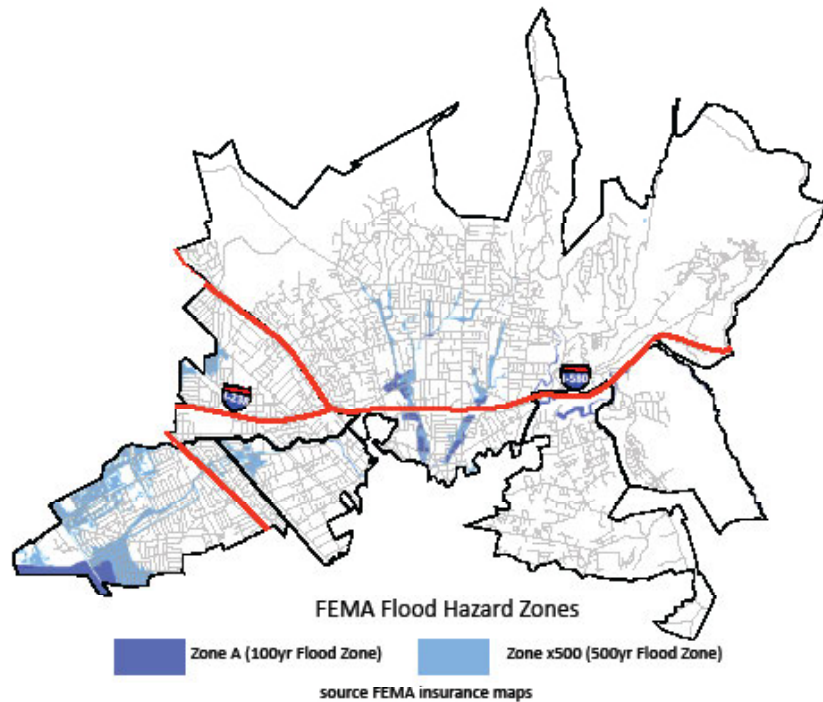 I-580
I-238
FEMA Flood Hazard Zones
Zone A (100yr Flood Zone) Zone x500 (500yr Flood Zone)
source FEMA insurance maps